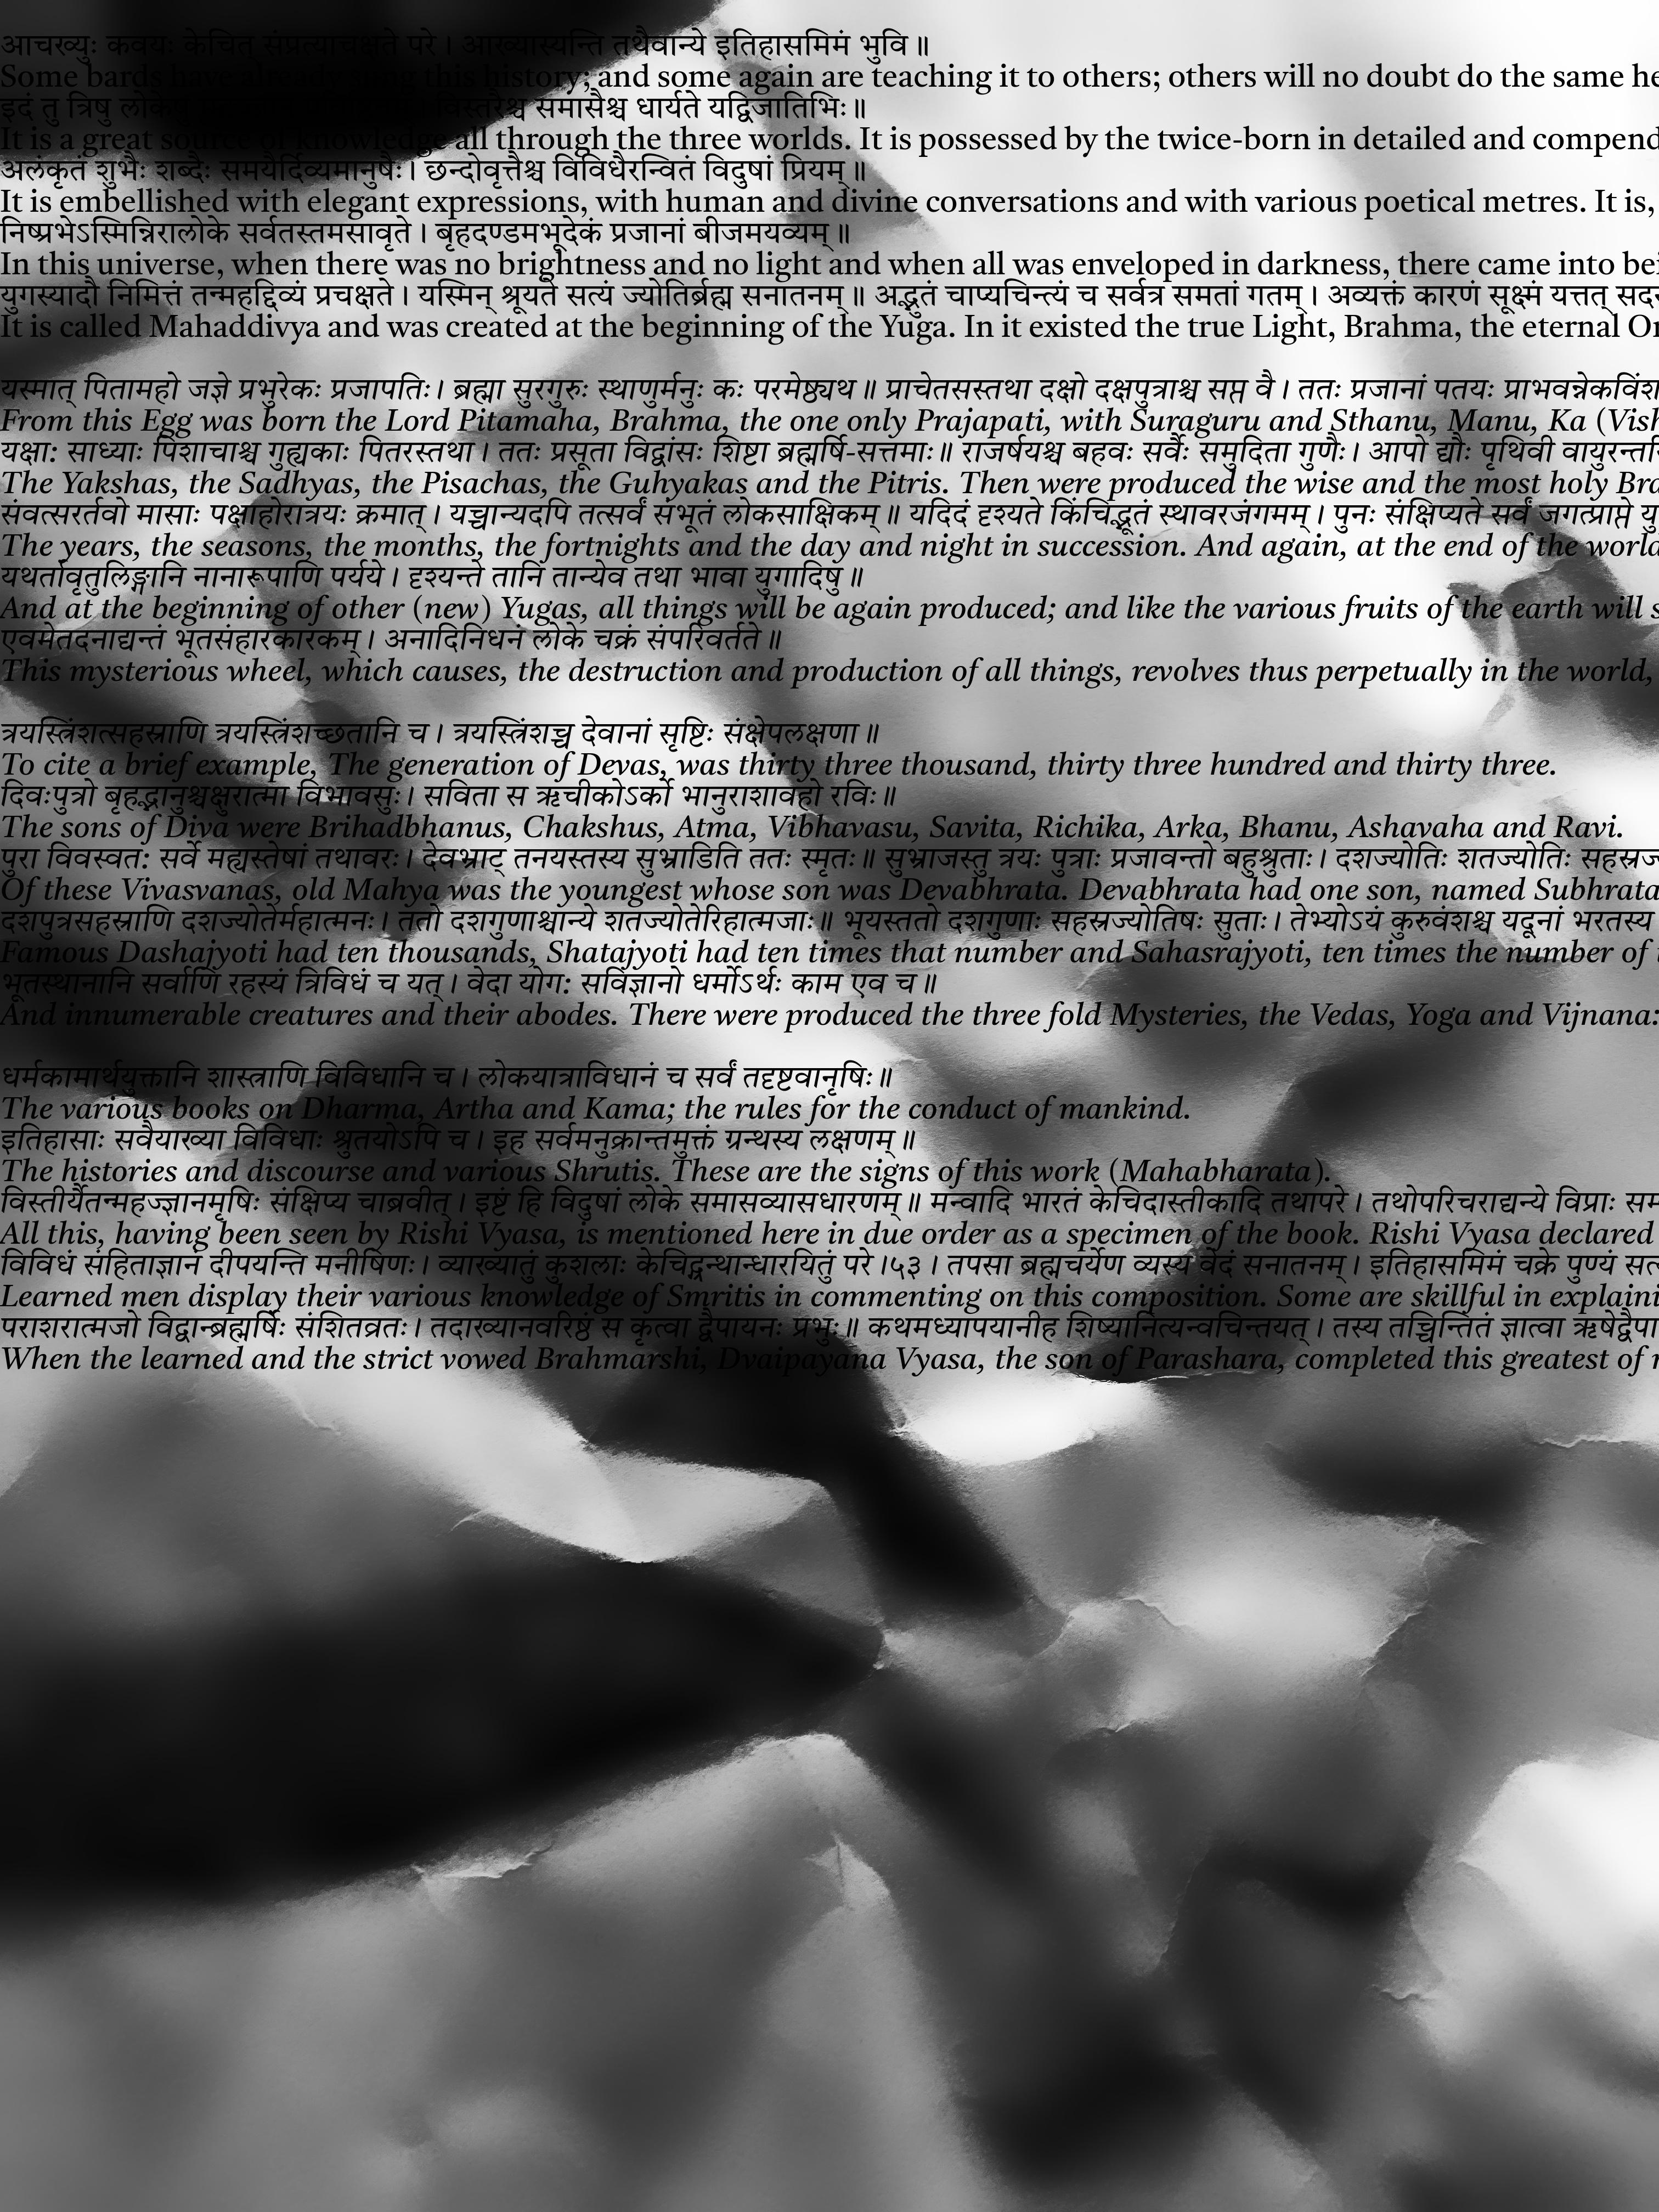 आचख्युः कवयः केचित् संप्रत्याचक्षते परे। आख्यास्यन्ति तथैवान्ये इतिहासमिमं भुवि॥
Some bards have already sung this history; and some again are teaching it to others; others will no doubt do the same he
इदं तु त्रिषु विस्तरैश्च समासैश्च धार्यते यद्विजातिभिः॥
It is a great source of knowledge all through the three worlds. It is possessed by the twice-born in detailed and compend
अलंकृतं शुभैः शब्दैः समयैर्दिव्यमानुषैः। छन्दोवृत्तैश्च विविधैरन्वितं विदुषां प्रियम्॥
It is embellished with elegant expressions, with human and divine conversations and with various poetical metres. It is,
निष्प्रभेऽस्मिन्निरालोके सर्वतस्तमसावृते। बृहदण्डमभूदेकं प्रजानां बीजमयव्यम्॥
In this universe, when there was no brightness and no light and when all was enveloped in darkness, there came into bei
युगस्यादौ निमित्तं तन्महद्दिव्यं प्रचक्षते। यस्मिन् श्रूयते सत्यं ज्योतिर्ब्रह्म सनातनम्॥ अद्भुतं चाप्यचिन्त्यं च सर्वत्र समतां गतम्। अव्यक्तं कारणं सूक्ष्मं यत्तत्
It is called Mahaddivya and was created at the beginning of the Yuga. In it existed the true Light, Brahma, the eternal On
यस्मात् पितामहो जज्ञे प्रभुरेकः प्रजापतिः। ब्रह्मा सुरगुरुः स्थाणुर्मनुः कः परमेष्ठ्यथ॥ प्राचेतसस्तथा दक्षो दक्षपुत्राश्च सप्त वै। ततः प्रजानां पतयः प्राभवन्नेकविंश
From this Egg was born the Lord Pitamaha, Brahma, the one only Prajapati, with Suraguru and Sthanu, Manu, Ka (Vish
यक्षा: साध्याः पिशाचाश्च गुह्यकाः पितरस्तथा। ततः प्रसूता विद्वांसः शिष्टा ब्रह्मर्षि-सत्तमाः॥ राजर्षयश्च बहवः सर्वैः समुदिता गुणैः। आपो द्यौः पृथिवी
The Yakshas, the Sadhyas, the Pisachas, the Guhyakas and the Pitris. Then were produced the wise and the most holy Bra
संवत्सरर्तवो मासाः पक्षाहोरात्रयः क्रमात्। यच्चान्यदपि तत्सर्वं संभूतं लोकसाक्षिकम्॥ यदिदं दृश्यते किंचिद्भूतं स्थावरजंगमम्। पुनः संक्षिप्यते सर्वं जगत्प्राप्ते यु
The years, the seasons, the months, the fortnights and the day and night in succession. And again, at the end of the world
यथर्तावृतुलिङ्गानि नानारूपाणि पर्यये। दृश्यन्ते तानि तान्येव तथा भावा युगादिषु॥
And at the beginning of other (new) Yugas, all things will be again produced; and like the various fruits of the earth will s
एवमेतदनाद्यन्तं भूतसंहारकारकम्। अनादिनिधनं लोके चक्रं संपरिवर्तते॥
This mysterious wheel, which causes, the destruction and production of all things, revolves thus perpetually in the world,
त्रयस्त्रिंशत्सहस्राणि त्रयस्त्रिंशच्छतानि च। त्रयस्त्रिंशच्च देवानां सृष्टिः संक्षेपलक्षणा॥
To cite a brief example, The generation of Devas, was thirty three thousand, thirty three hundred and thirty three.
दिवःपुत्रो बृहद्भानुश्चक्षुरात्मा विभावसुः। सविता स ऋचीकोऽर्को भानुराशावहो रविः॥
The sons of Diva were Brihadbhanus, Chakshus, Atma, Vibhavasu, Savita, Richika, Arka, Bhanu, Ashavaha and Ravi.
पुरा विवस्वत: सर्वे मह्यस्तेषां तथावरः। देवभ्राट् तनयस्तस्य सुभ्राडिति ततः स्मृतः॥ सुभ्राजस्तु त्रयः पुत्राः प्रजावन्तो बहुश्रुताः। दशज्योतिः शतज्योतिः सहस्रज्
Of these Vivasvanas, old Mahya was the youngest whose son was Devabhrata. Devabhrata had one son, named Subhrata
दशपुत्रसहस्राणि दशज्योतेर्महात्मनः। ततो दशगुणाश्चान्ये शतज्योतेरिहात्मजाः॥ भूयस्ततो दशगुणाः सहस्रज्योतिषः सुताः। तेभ्योऽयं कुरुवंशश्च यदूनां भरतस्य
Famous Dashajyoti had ten thousands, Shatajyoti had ten times that number and Sahasrajyoti, ten times the number of
भूतस्थानानि सर्वाणि रहस्यं त्रिविधं च यत्। वेदा योग: सविज्ञानो धर्मोऽर्थः काम एव च॥
And innumerable creatures and their abodes. There were produced the three fold Mysteries, the Vedas, Yoga and Vijnana:
धर्मकामार्थयुक्तानि शास्त्राणि विविधानि च। लोकयात्राविधानं च सर्वं तद्दृष्टवानृषिः॥
The various books on Dharma, Artha and Kama; the rules for the conduct of mankind.
इतिहासाः सवैयाख्या विविधाः श्रुतयोऽपि च। इह सर्वमनुक्रान्तमुक्तं ग्रन्थस्य लक्षणम्॥
The histories and discourse and various Shrutis. These are the signs of this work (Mahabharata).
विस्तीर्यैतन्महज्ज्ञानमृषिः संक्षिप्य चाब्रवीत्। इष्टं हि विदुषां लोके समासव्यासधारणम्॥ मन्वादि भारतं केचिदास्तीकादि तथापरे। तथोपरिचराद्यन्ये विप्राः सम
All this, having been seen by Rishi Vyasa, is mentioned here in due order as a specimen of the book. Rishi Vyasa declared
विविधं संहिताज्ञानं दीपयन्ति मनीषिणः। व्याख्यातुं कुशलाः केचिद्ग्रन्थान्धारयितुं परे।५३। तपसा ब्रह्मचर्येण व्यस्य वेदं सनातनम्। इतिहासमिमं चक्रे पुण्यं सत्
Learned men display their various knowledge of Smritis in commenting on this composition. Some are skillful in explaini
पराशरात्मजो विद्वान्ब्रह्मर्षिः संशितव्रतः। तदाख्यानवरिष्ठं स कृत्वा द्वैपायनः प्रभुः॥ कथमध्यापयानीह शिष्यानित्यन्वचिन्तयत्। तस्य तच्चिन्तितं ज्ञात्वा ऋषेर्द्वैपा
When the learned and the strict vowed Brahmarshi, Dvaipayana Vyasa, the son of Parashara, completed this greatest of